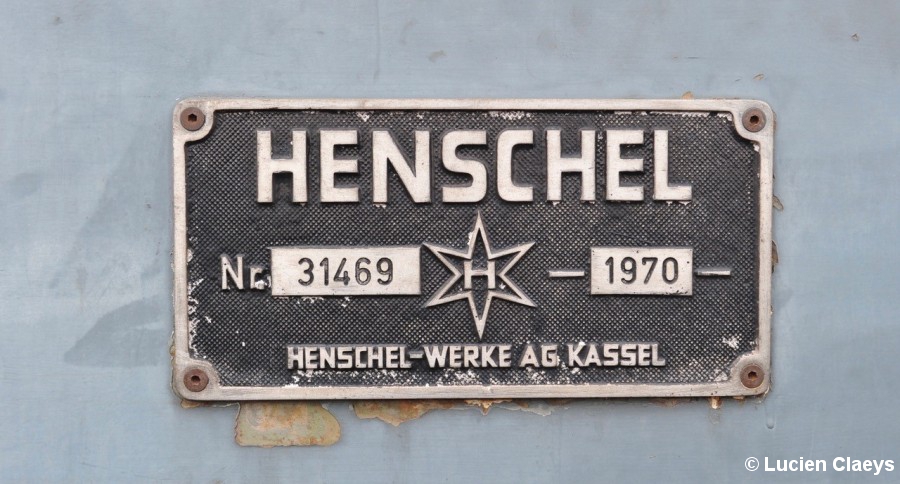 HENSCHEL
Nr. 31469 H — 1970 —
HENSCHEL-WERKE AG. KASSEL
© Lucien Claeys